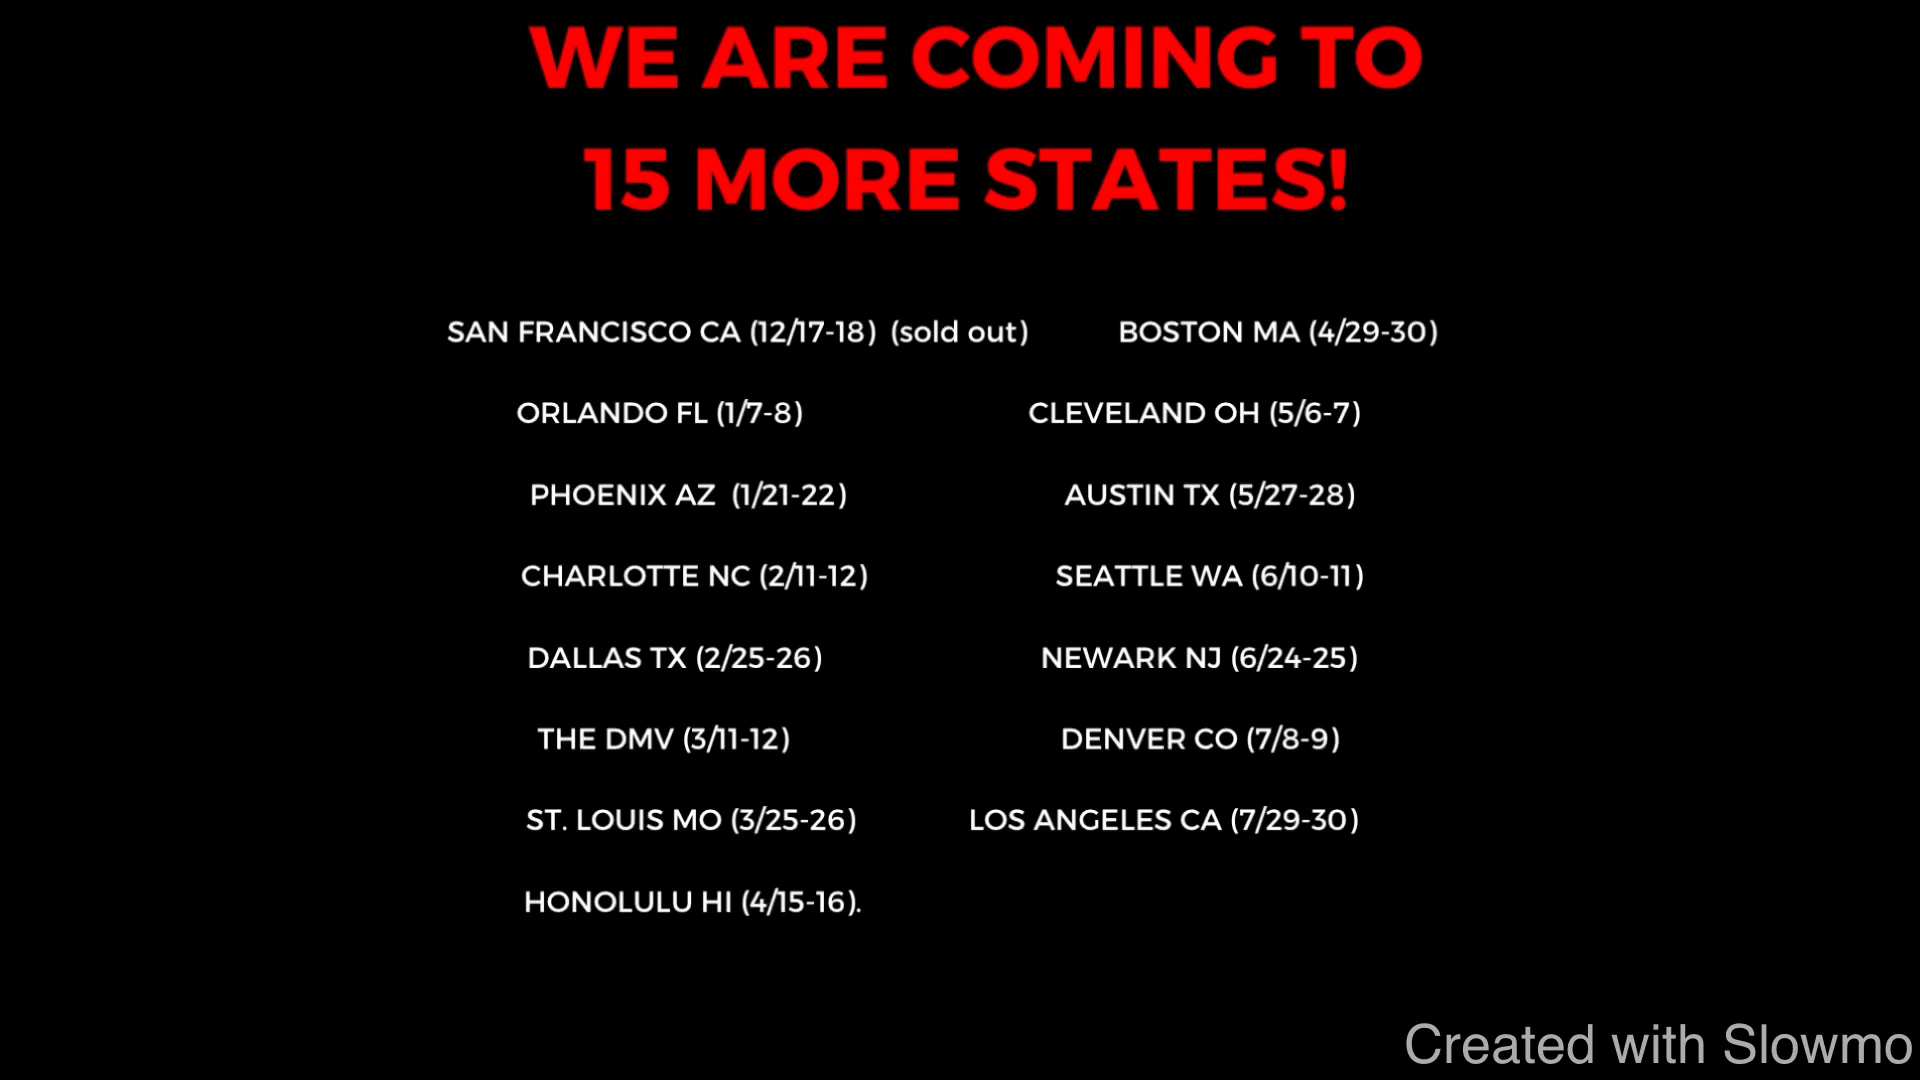 WE ARE COMING TO
15 MORE STATES!
SAN FRANCISCO CA (12/17-18) (sold out) BOSTON MA (4/29-30)
ORLANDO FL (1/7-8) CLEVELAND OH (5/6-7)
PHOENIX AZ (1/21-22) AUSTIN TX (5/27-28)
CHARLOTTE NC (2/11-12) SEATTLE WA (6/10-11)
DALLAS TX (2/25-26) NEWARK NJ (6/24-25)
THE DMV (3/11-12) DENVER CO (7/8-9)
ST. LOUIS MO (3/25-26) LOS ANGELES CA (7/29-30)
HONOLULU HI (4/15-16).
Created with Slowmo